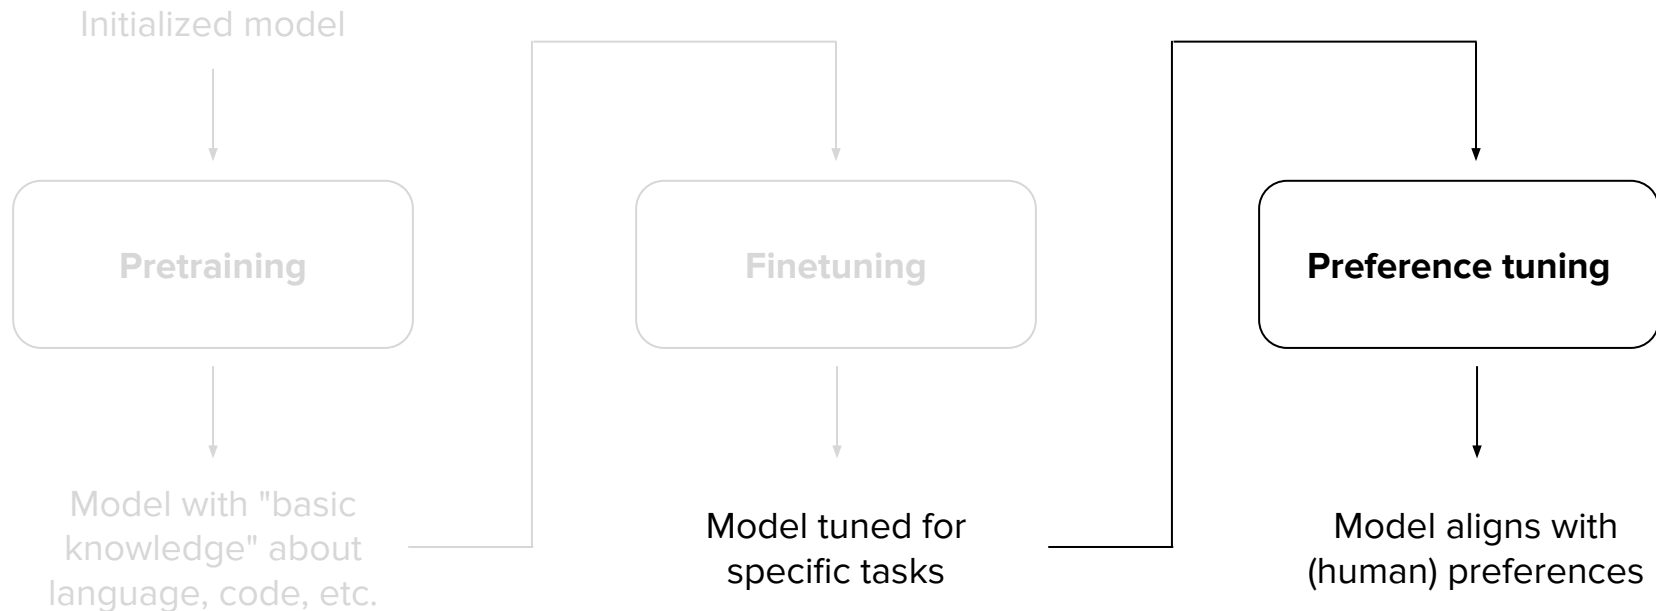 Initialized model
Pretraining
Model with "basic
knowledge" about
language, code, etc.
Finetuning
Model tuned for
specific tasks
Preference tuning
Model aligns with
(human) preferences